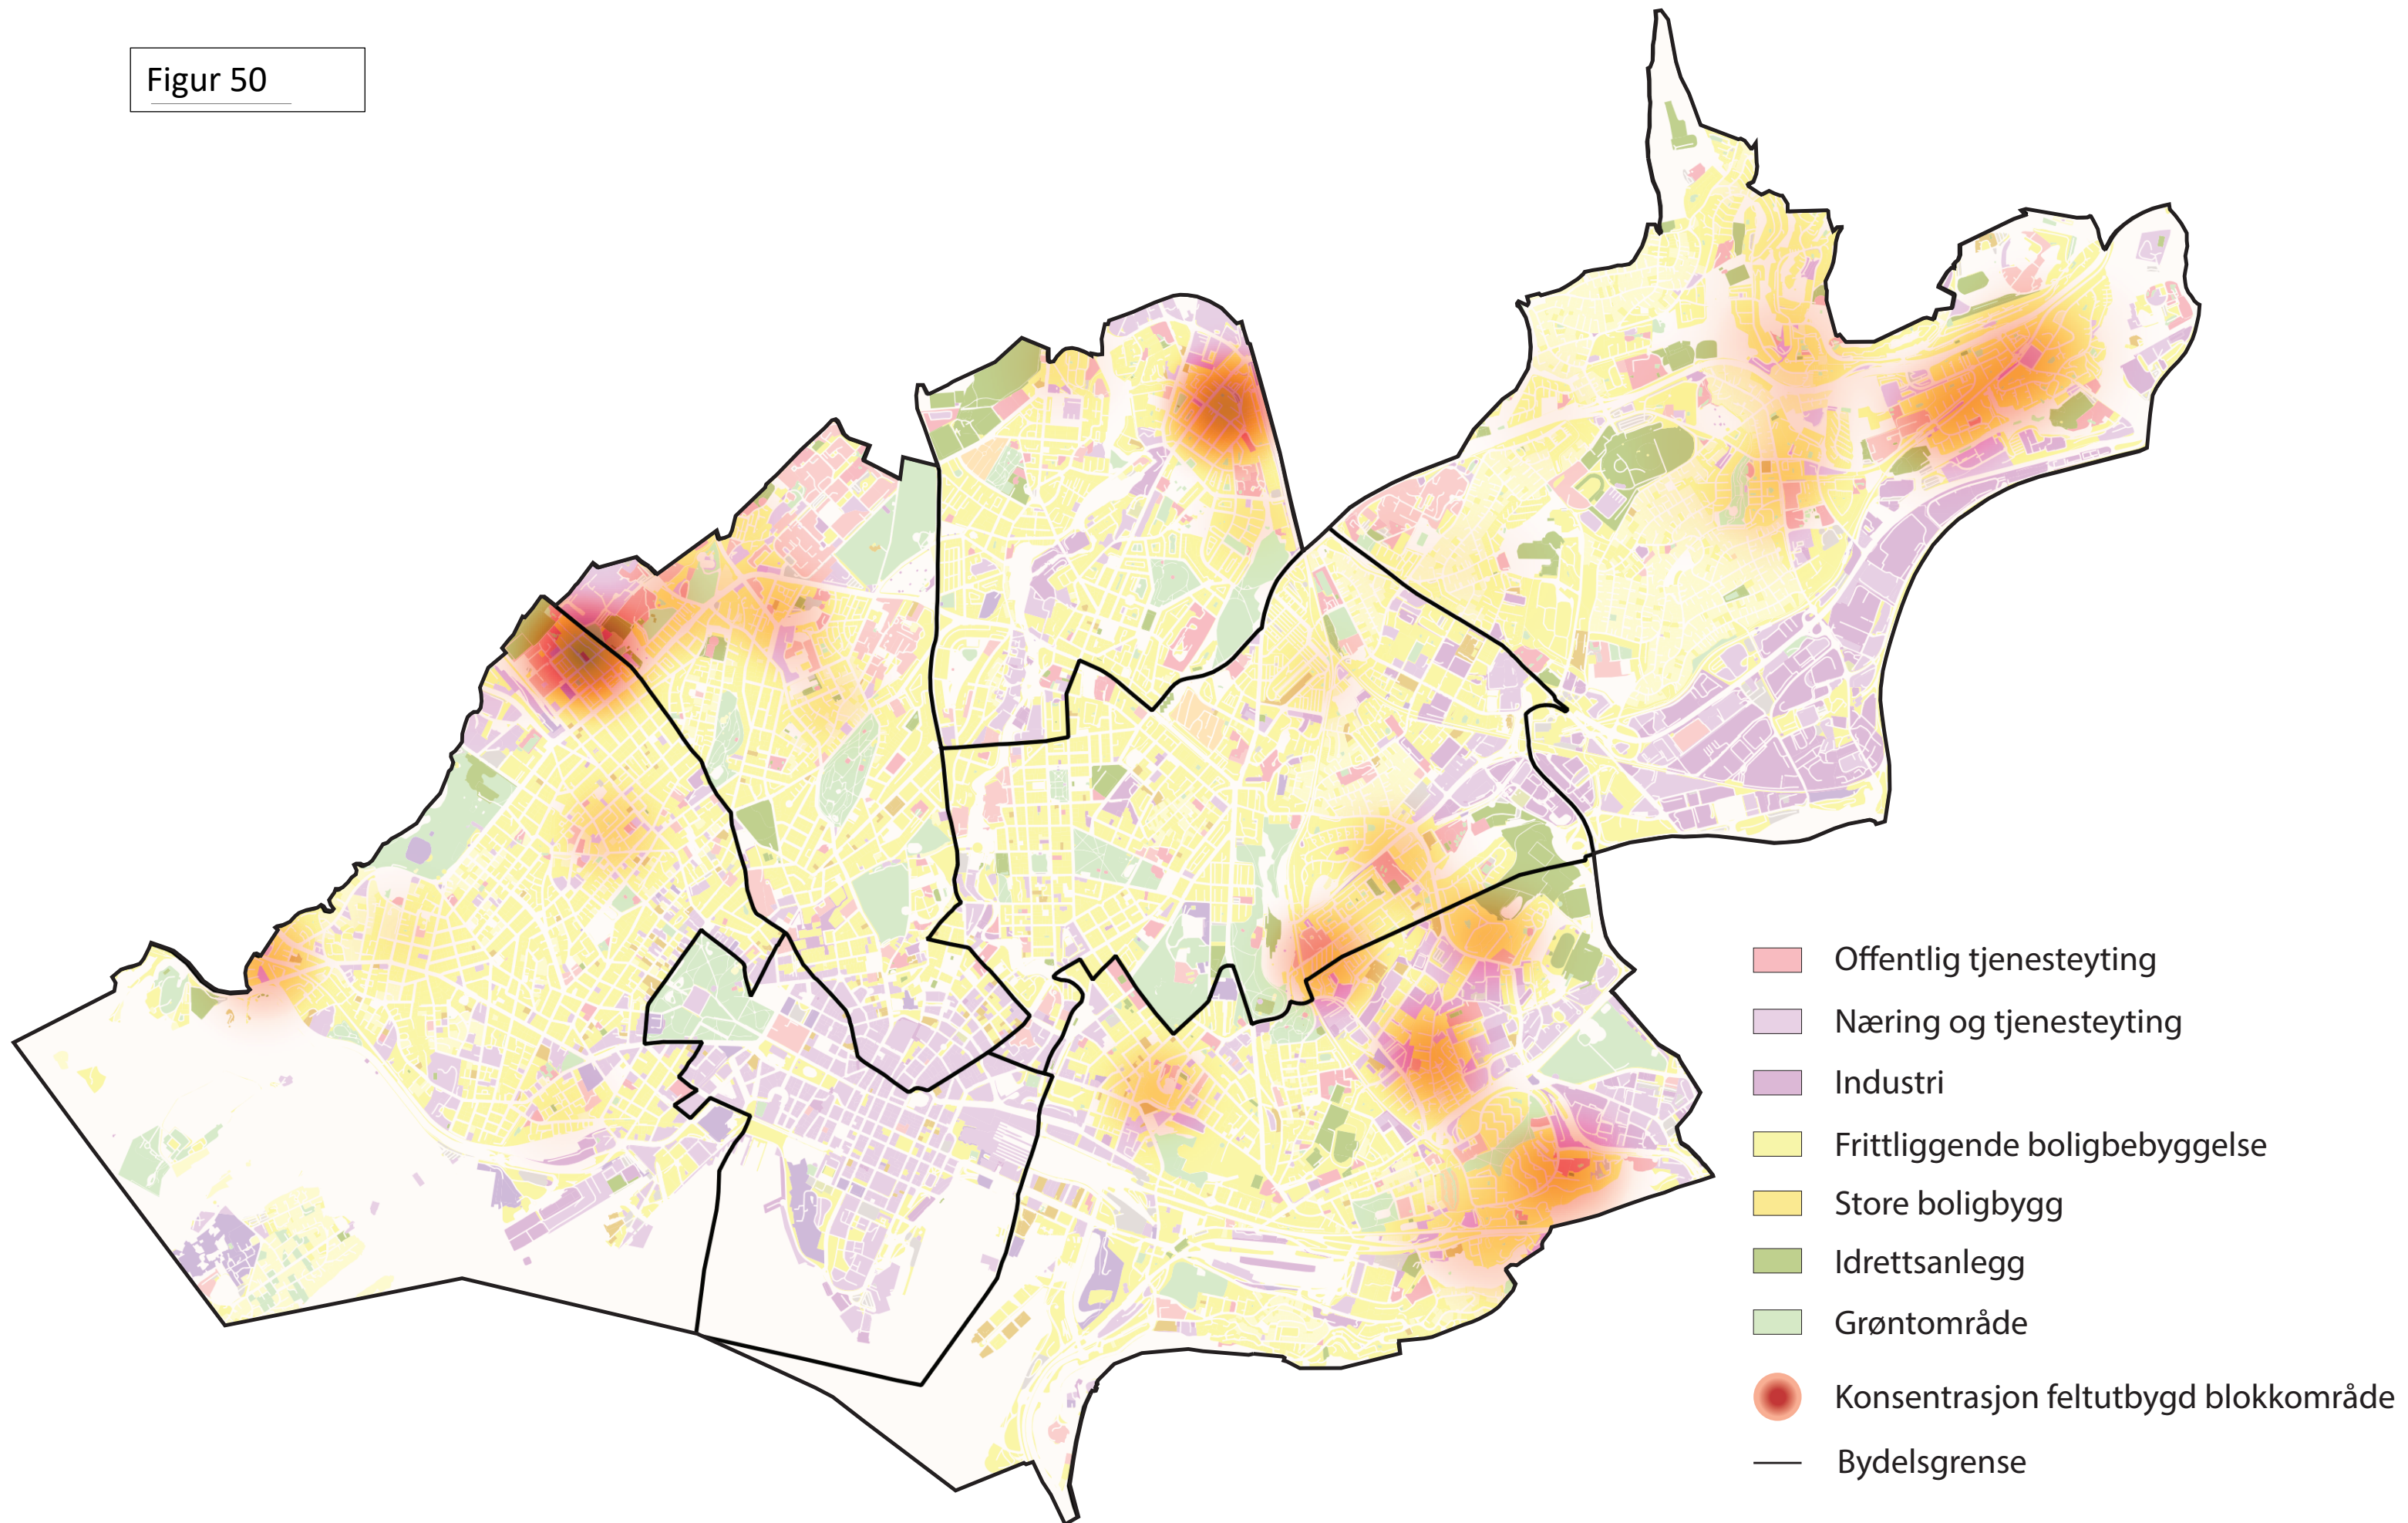 Figur 50
Offentlig tjenesteyting
Næring og tjenesteyting
Industri
Frittliggende boligbebyggelse
Store boligbygg
Idrettsanlegg
Grøntområde
Konsentrasjon feltutbygd blokkområde
Bydelsgrense